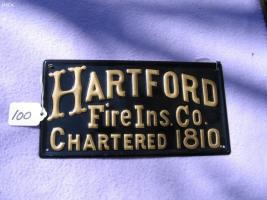 HARTFORD
Fire Ins. Co.
CHARTERED 1810.
100